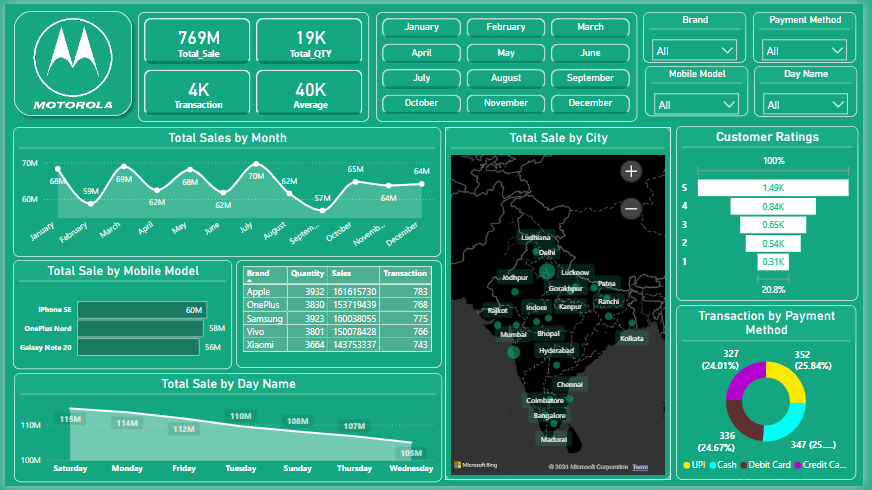 MOTOROLA
769M
Total_Sale
19K
Total_QTY
4K
Transaction
40K
Average
January February March
April May June
July August September
October November December
Brand
All
Payment Method
All
Mobile Model
All
Day Name
All
Total Sales by Month
70M
60M
68M
59M
69M
62M
68M
62M
70M
62M
57M
65M
64M
64M
January
February
March
April
May
June
July
August
Septem...
October
Novemb...
December
Total Sale by City
Ludhiana
Delhi
Jodhpur
Lucknow
Gorakhpur
Patna
Rajkot
Indore
Kanpur
Ranchi
Mumbai
Bhopal
Kolkata
Hyderabad
Chennai
Coimbatore
Bangalore
Madurai
Microsoft Bing
© 2024 Microsoft Corporation Terms
Customer Ratings
100%
5 1.49K
4 0.84K
3 0.65K
2 0.54K
1 0.31K
20.8%
Total Sale by Mobile Model
iPhone SE 60M
OnePlus Nord 58M
Galaxy Note 20 56M
Brand Quantity Sales Transaction
Apple 3932 161615730 783
OnePlus 3830 153719439 768
Samsung 3923 160038055 775
Vivo 3801 150078428 766
Xiaomi 3664 143753337 743
Total Sale by Day Name
110M
100M
115M
114M
112M
110M
108M
107M
105M
Saturday Monday Friday Tuesday Sunday Thursday Wednesday
Transaction by Payment
Method
327
(24.01%)
352
(25.84%)
336
(24.67%)
347 (25....)
UPI Cash Debit Card Credit Ca...